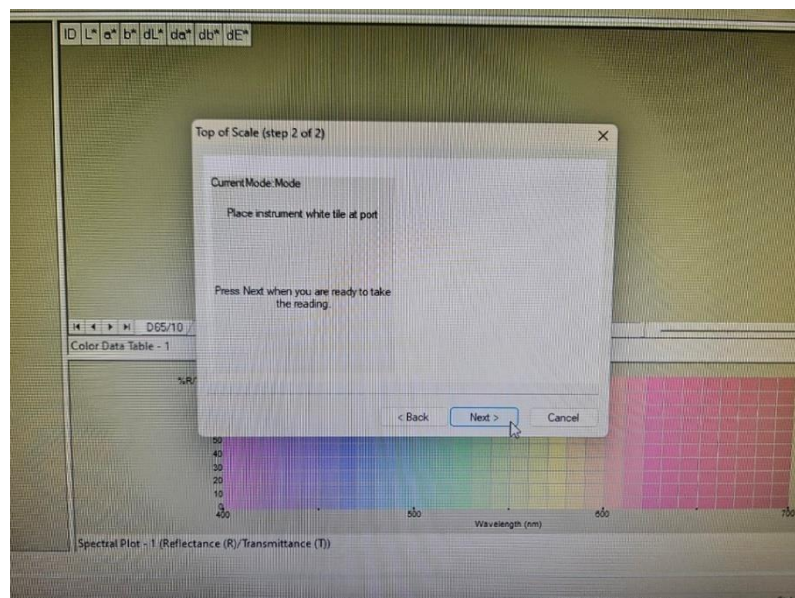 ID L* a* b* dL* da* db* dE*
Top of Scale (step 2 of 2)
CurrentMode:Mode
Place instrument white tile at port
Press Next when you are ready to take
the reading.
< Back Next > Cancel
D65/10
Color Data Table - 1
%R/
50
40
30
20
10
0
400 500 600 700
Wavelength (nm)
Spectral Plot - 1 (Reflectance (R)/Transmittance (T))